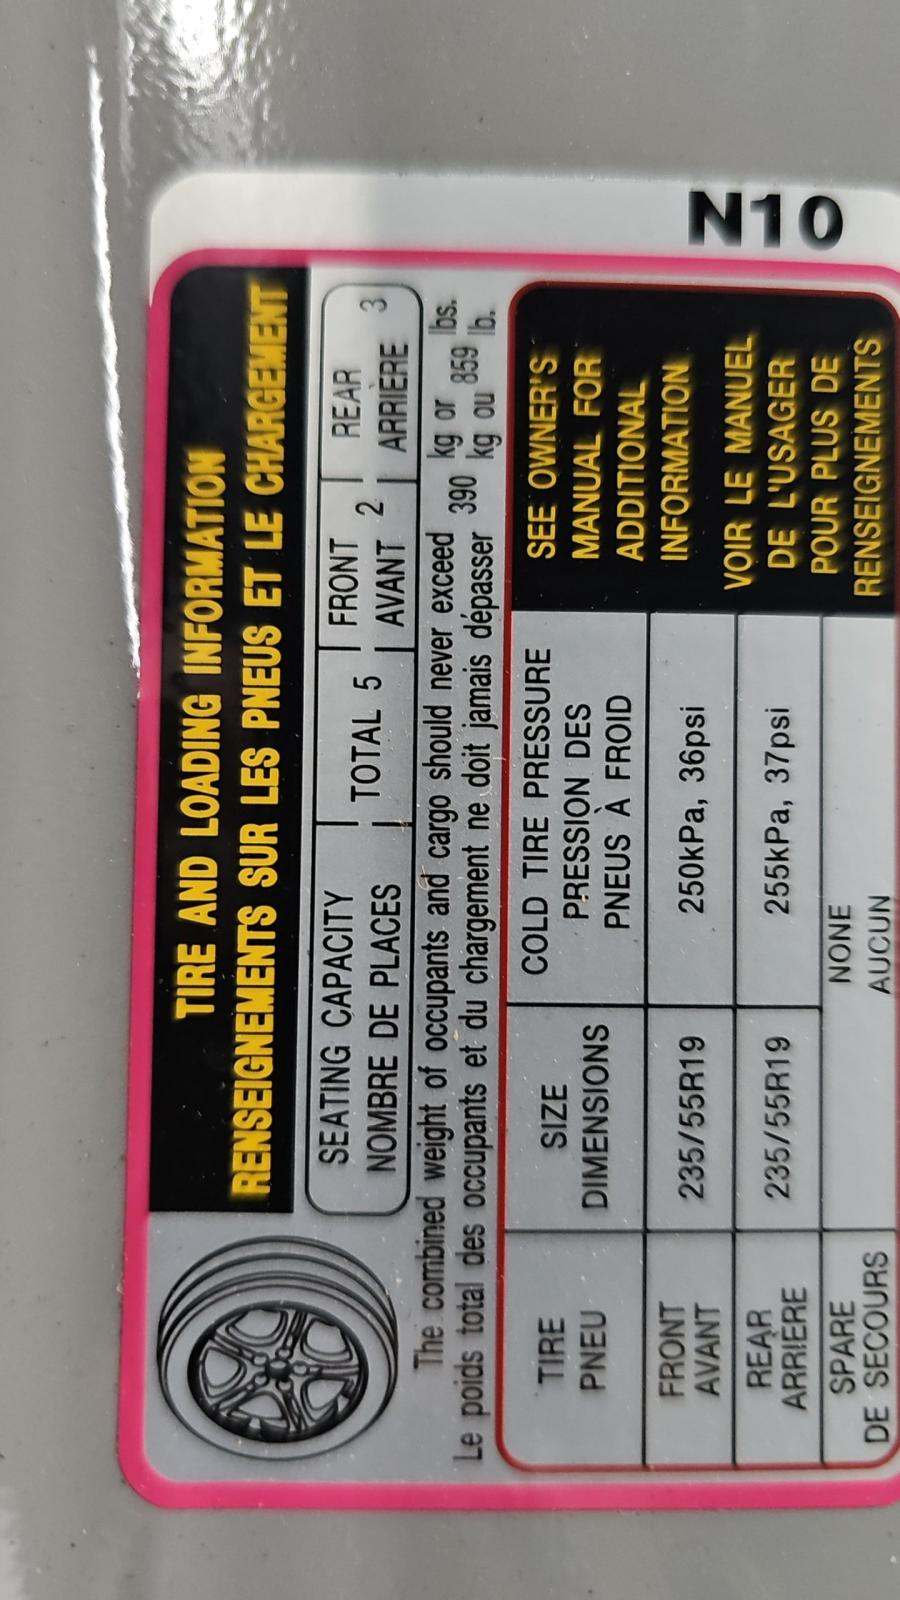 N10
TIRE AND LOADING INFORMATION
RENSEIGNEMENTS SUR LES PNEUS ET LE CHARGEMENT
SEATING CAPACITY
NOMBRE DE PLACES
TOTAL 5
FRONT
AVANT 2
REAR
ARRIÈRE 3
The combined weight of occupants and cargo should never exceed 390 kg or 859 lbs.
Le poids total des occupants et du chargement ne doit jamais dépasser 390 kg ou 859 lb.
TIRE
PNEU
SIZE
DIMENSIONS
COLD TIRE PRESSURE
PRESSION DES
PNEUS À FROID
FRONT
AVANT
235/55R19
250kPa, 36psi
REAR
ARRIÈRE
235/55R19
255kPa, 37psi
SPARE
DE SECOURS
NONE
AUCUN
SEE OWNER'S
MANUAL FOR
ADDITIONAL
INFORMATION
VOIR LE MANUEL
DE L'USAGER
POUR PLUS DE
RENSEIGNEMENTS